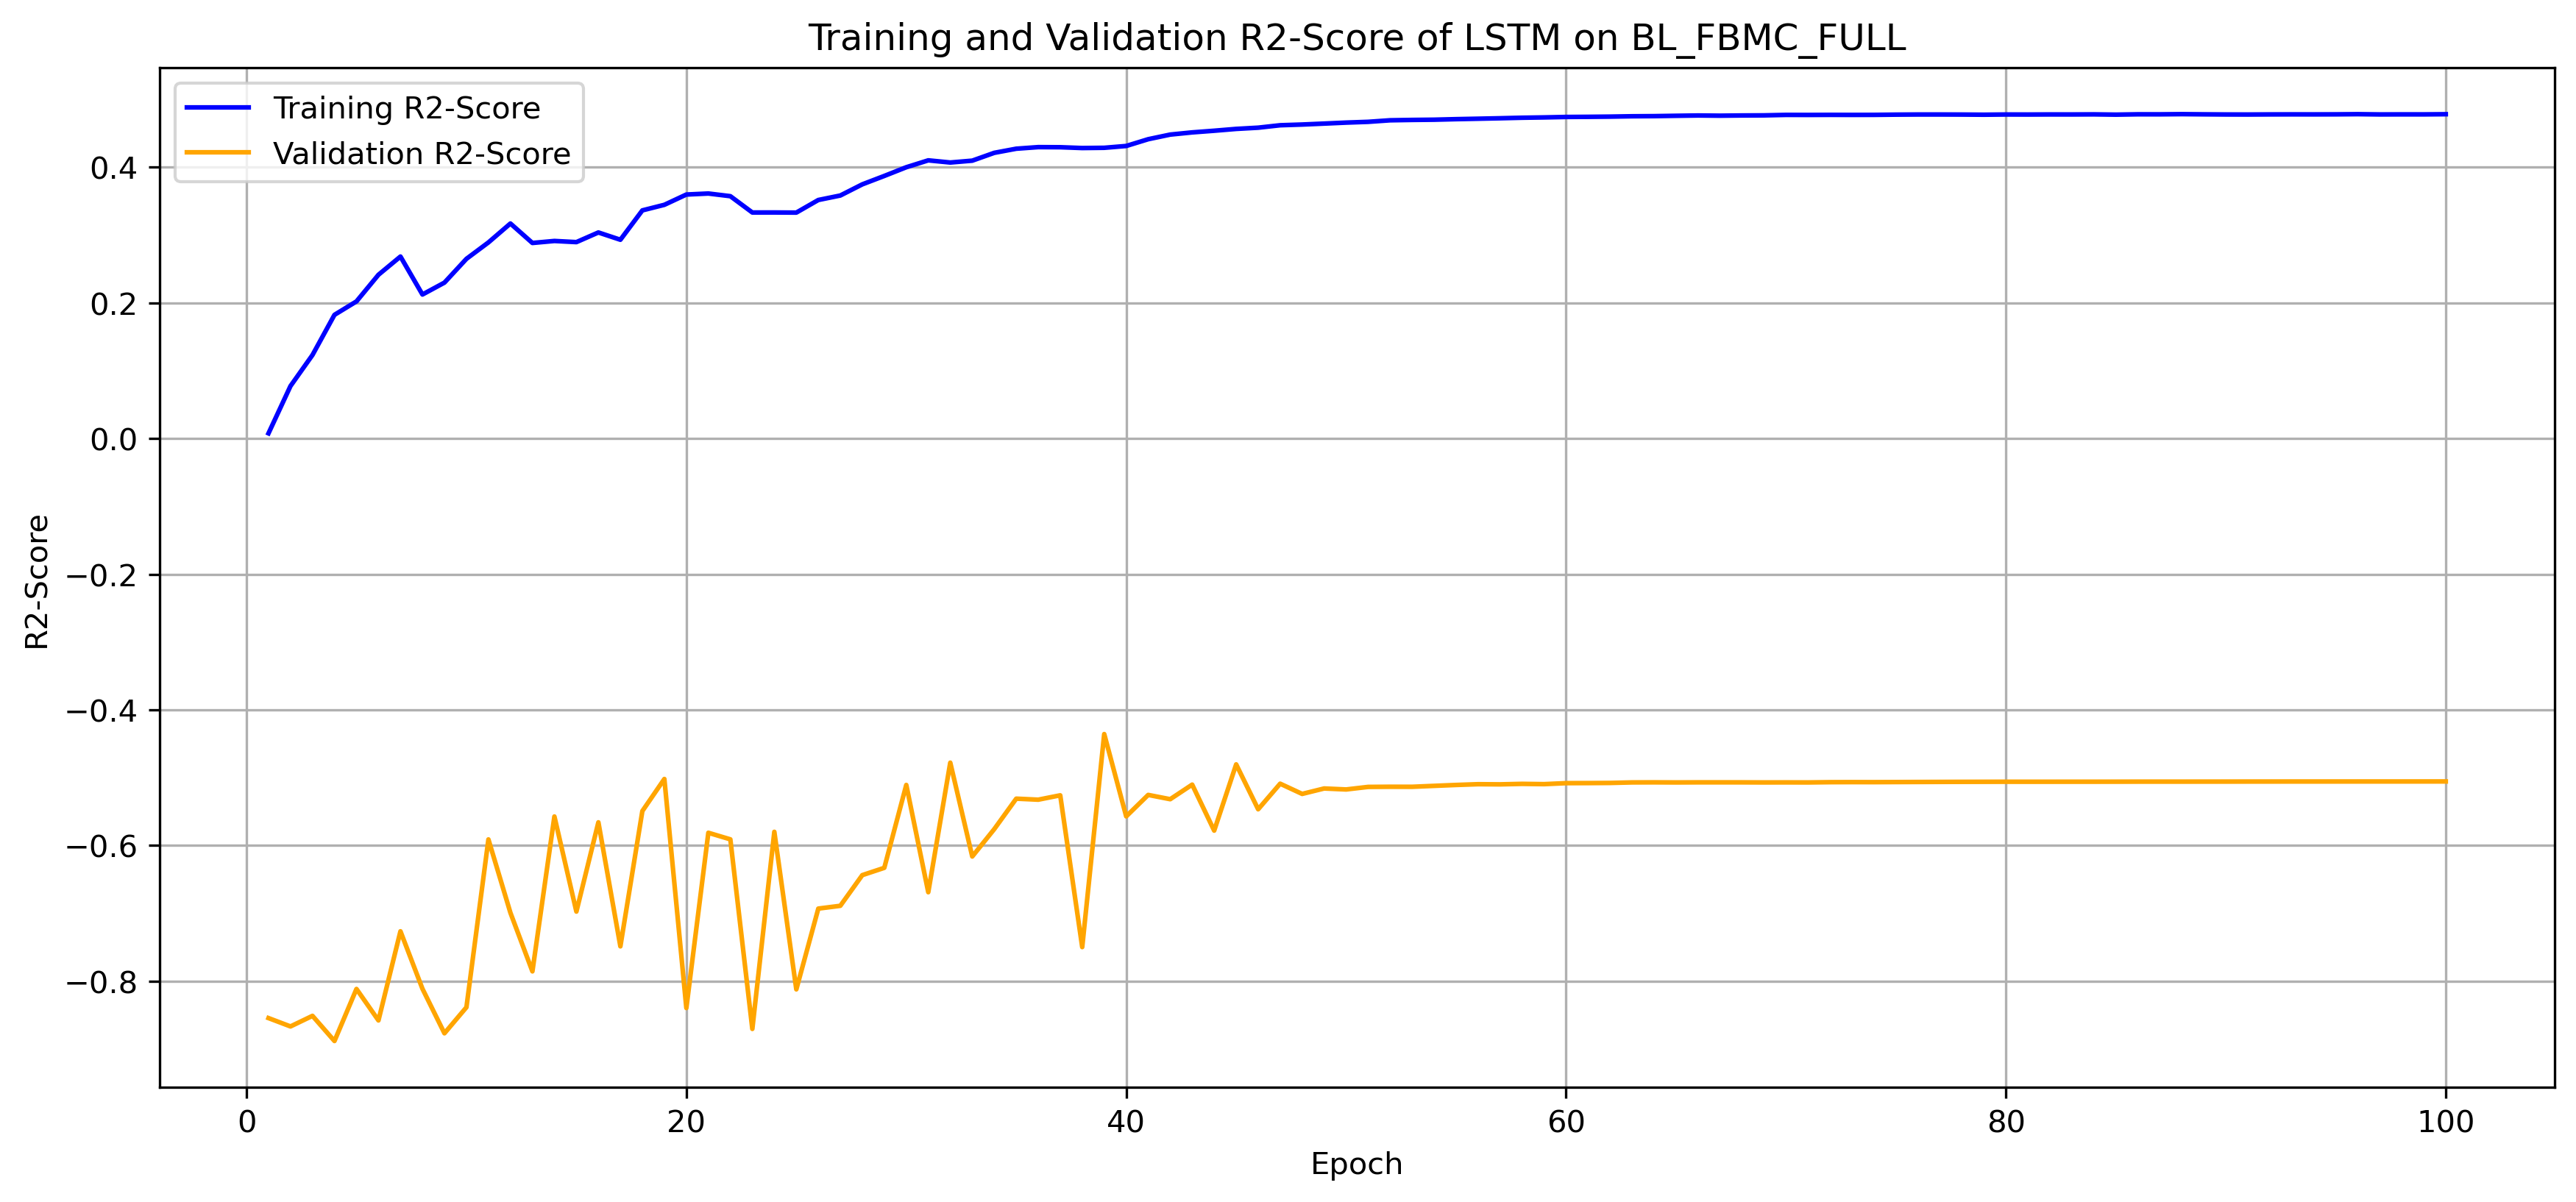 Training and Validation R2-Score of LSTM on BL_FBMC_FULL
Training R2-Score
Validation R2-Score
R2-Score
0.4
0.2
0.0
−0.2
−0.4
−0.6
−0.8
0 20 40 60 80 100
Epoch